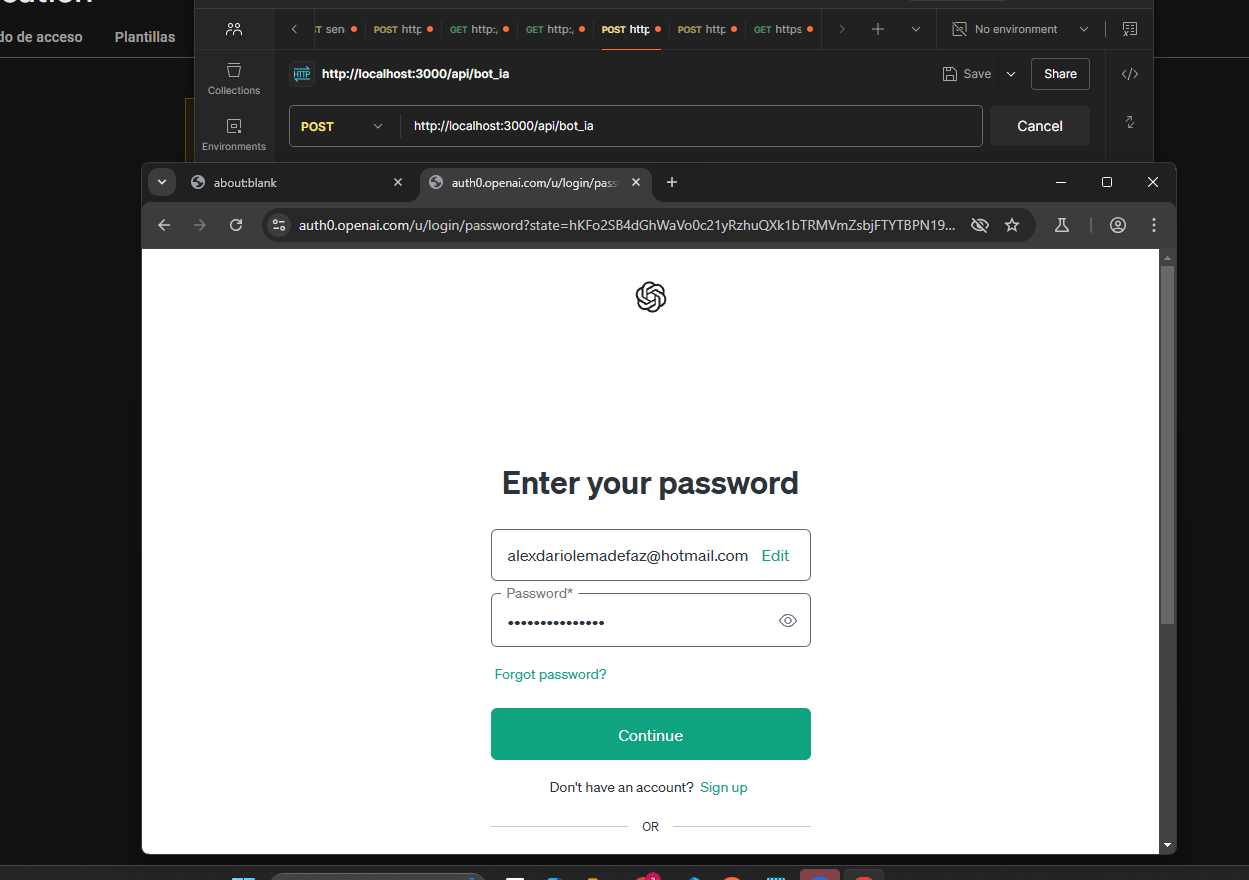 do de acceso
Plantillas
sen
POST http
GET http:,
GET http:,
POST http
POST http
GET https
No environment
HTTP
http://localhost:3000/api/bot_ia
Save
Share
Collections
POST
http://localhost:3000/api/bot_ia
Cancel
Environments
about:blank
auth0.openai.com/u/login/pass
auth0.openai.com/u/login/password?state=hKFo2SB4dGhWaVo0c21yRzhuQXk1bTRMVmZsbjFTYTBPN19...
Enter your password
alexdariolemadefaz@hotmail.com
Edit
Password*
•••••••••••••••
Forgot password?
Continue
Don't have an account? Sign up
OR